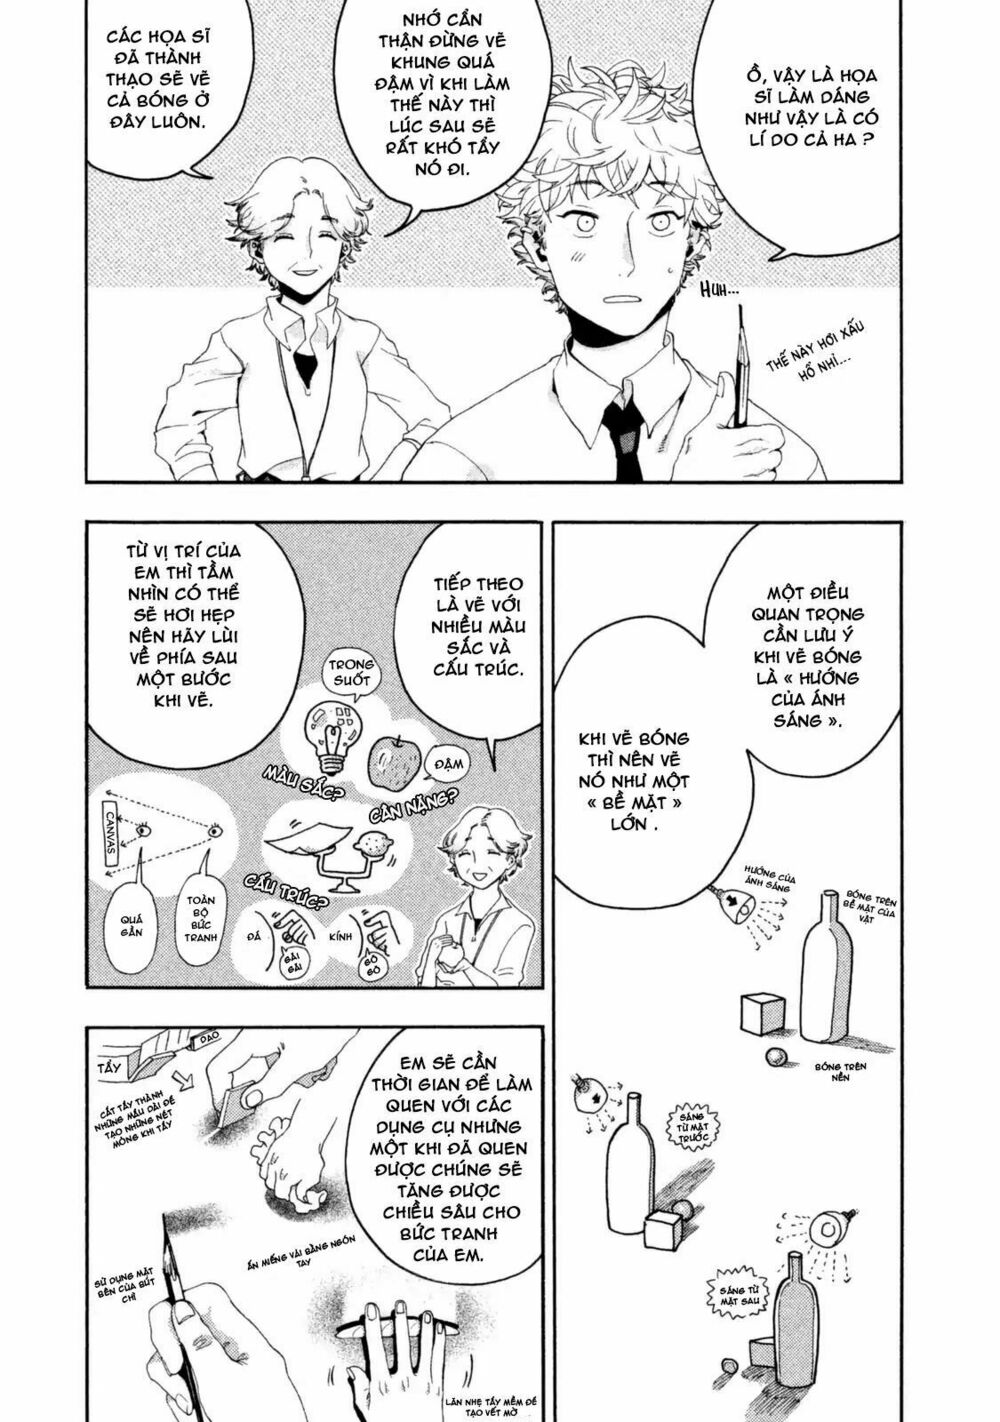 Ồ, VẬY LÀ HỌA
SĨ LÀM DÁNG
NHƯ VẬY LÀ CÓ
LÍ DO CẢ HA ?
HUH...
THẾ NÀY HƠI XẤU
HỔ NHỈ...
NHỚ CẨN
THẬN ĐỪNG VẼ
KHUNG QUÁ
ĐẬM VÌ KHI LÀM
THẾ NÀY THÌ
LÚC SAU SẼ
RẤT KHÓ TẨY
NÓ ĐI.
CÁC HỌA SĨ
ĐÃ THÀNH
THẠO SẼ VẼ
CẢ BÓNG Ở
ĐÂY LUÔN.
MỘT ĐIỀU
QUAN TRỌNG
CẦN LƯU Ý
KHI VẼ BÓNG
LÀ « HƯỚNG
CỦA ÁNH
SÁNG ».
KHI VẼ BÓNG
THÌ NÊN VẼ
NÓ NHƯ MỘT
« BỀ MẶT »
LỚN .
HƯỚNG CỦA
ÁNH SÁNG
BÓNG TRÊN
BỀ MẶT CỦA
VẬT
BÓNG TRÊN
NỀN
SÁNG
TỪ MẶT
TRƯỚC
SÁNG TỪ
MẶT SAU
TIẾP THEO
LÀ VẼ VỚI
NHIỀU MÀU
SẮC VÀ
CẤU TRÚC.
TỪ VỊ TRÍ CỦA
EM THÌ TẦM
NHÌN CÓ THỂ
SẼ HƠI HẸP
NÊN HÃY LÙI
VỀ PHÍA SAU
MỘT BƯỚC
KHI VẼ.
TRONG
SUỐT
MÀU SẮC?
ĐẬM
CÂN NẶNG?
CẤU TRÚC?
ĐÁ
GÃI
GÃI
KÍNH
GÕ
GÕ
CANVAS
QUÁ
GẦN
TOÀN
BỘ
BỨC
TRANH
EM SẼ CẦN
THỜI GIAN ĐỂ LÀM
QUEN VỚI CÁC
DỤNG CỤ NHƯNG
MỘT KHI ĐÃ QUEN
ĐƯỢC CHÚNG SẼ
TĂNG ĐƯỢC
CHIỀU SÂU CHO
BỨC TRANH
CỦA EM.
DAO
TẨY
CẮT TẨY THÀNH
NHỮNG MẨU DÀI ĐỂ
TẠO NHỮNG NÉT
MỎNG KHI TẨY
ẤN MIẾNG VẢI BẰNG NGÓN
TAY
SỬ DỤNG MẶT
BÊN CỦA BÚT
CHÌ
LĂN NHẸ TẨY MỀM ĐỂ
TẠO VẾT MỜ